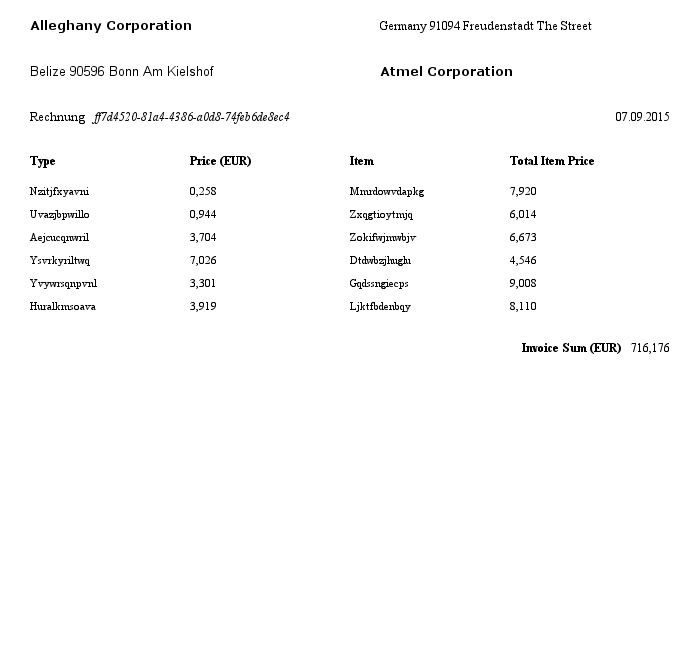 Alleghany Corporation Germany 91094 Freudenstadt The Street
Belize 90596 Bonn Am Kielshof Atmel Corporation
Rechnung ff7d4520-81a4-4386-a0d8-74feb6de8ec4 07.09.2015
Type Price (EUR) Item Total Item Price
Nzitjfxyavni 0,258 Mmrdowvdapkg 7,920
Uvazjbpwillo 0,944 Zxqgtioytmjq 6,014
Aejcucqnwril 3,704 Zokifwjmwbjv 6,673
Ysvrkyriltwq 7,026 Dtdwbzjhuglu 4,546
Yvywrsqnpvnl 3,301 Gqdssngiecps 9,008
Huralkmsoava 3,919 Ljktfbdenbqy 8,110
Invoice Sum (EUR) 716,176